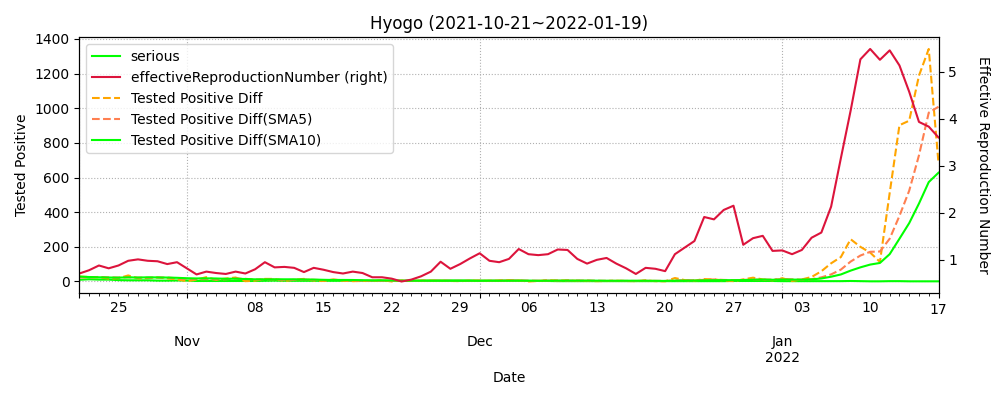 Hyogo (2021-10-21~2022-01-19)
serious
effectiveReproductionNumber (right)
Tested Positive Diff
Tested Positive Diff(SMA5)
Tested Positive Diff(SMA10)
1400
1200
1000
800
600
400
200
0
Tested Positive
5
4
3
2
1
Effective Reproduction Number
25 08 15 22 29 06 13 20 27 03 10 17
Nov Dec Jan
2022
Date